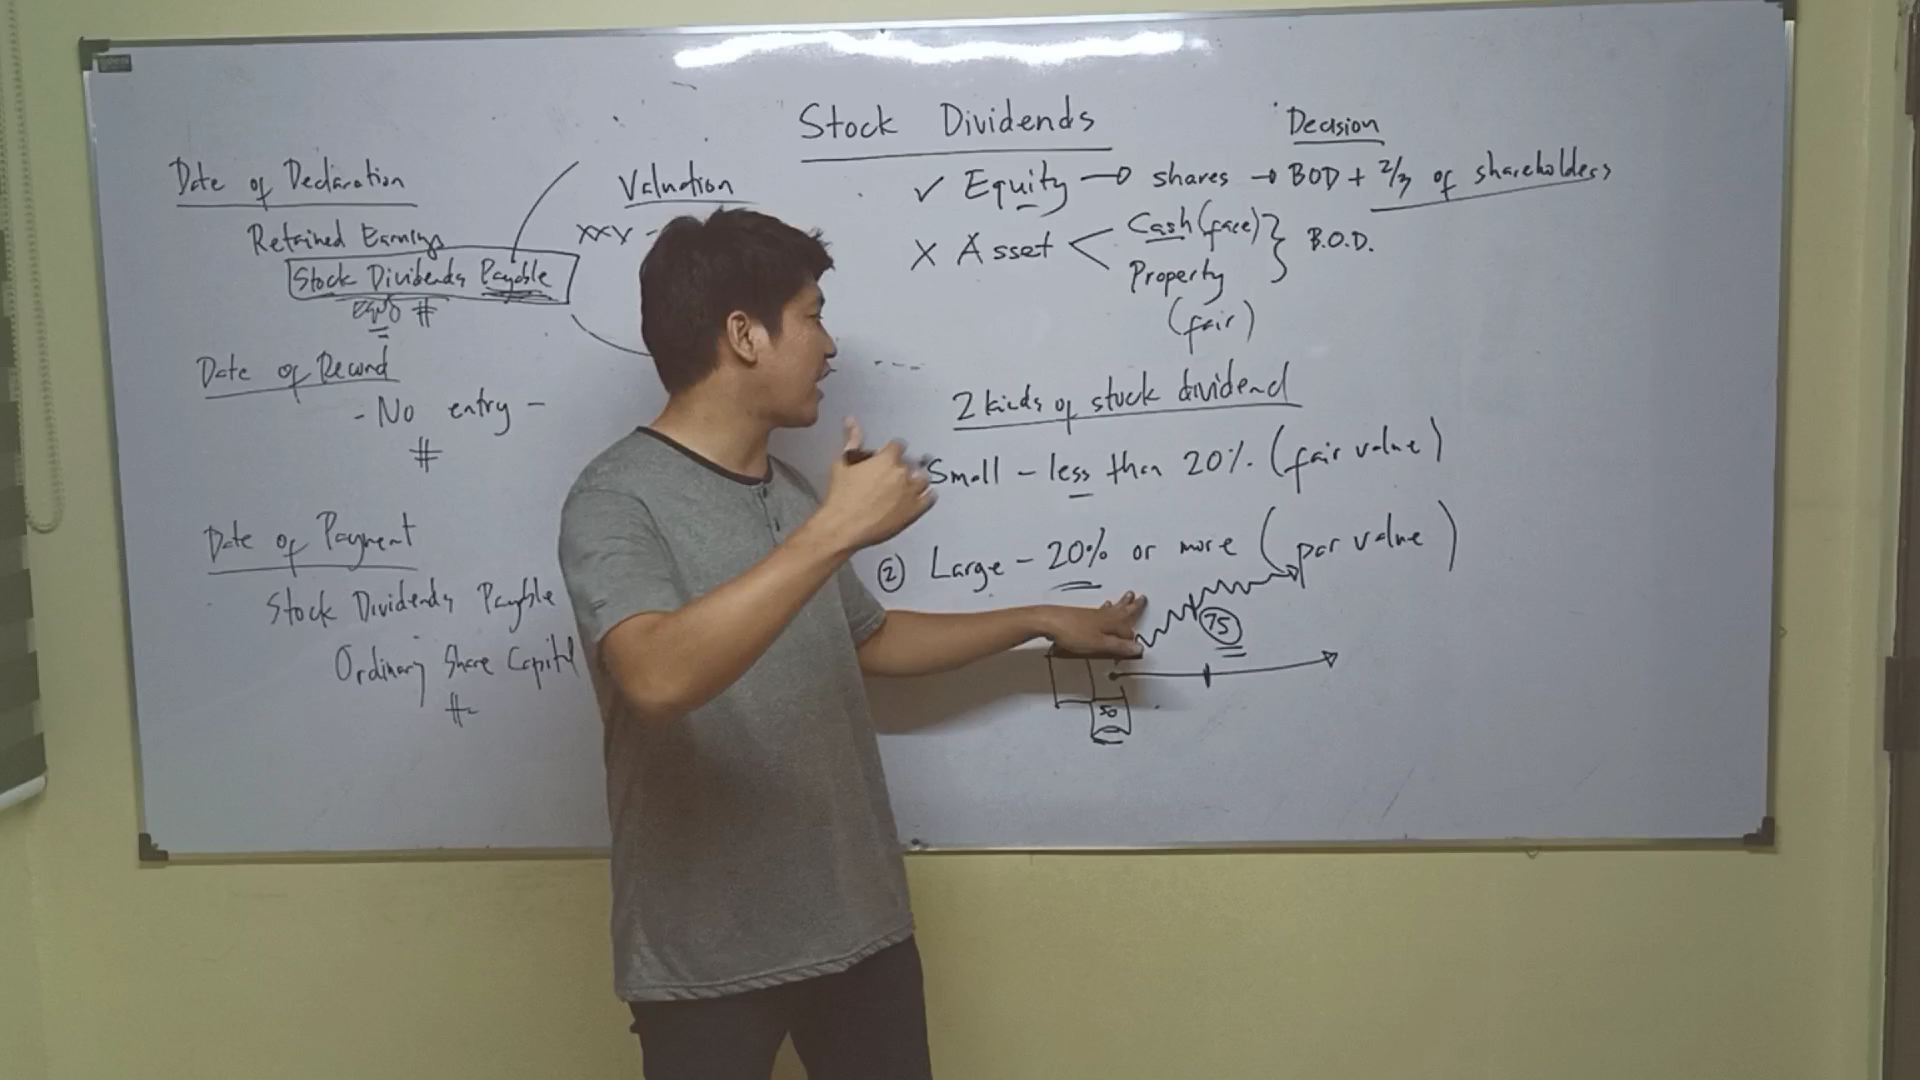 Stock Dividends
Date of Declaration
Retained Earnings
Stock Dividends Payable
#
Date of Record
- No entry -
#
Date of Payment
Stock Dividends Payable
Ordinary Share Capital
#
Valuation
Decision
✓ Equity → shares → BOD + 2/3 of shareholders
X Asset < Cash (face) } B.O.D.
Property
(fair)
2 kinds of stock dividend
Small - less than 20% (fair value)
② Large - 20% or more (par value)
75
50